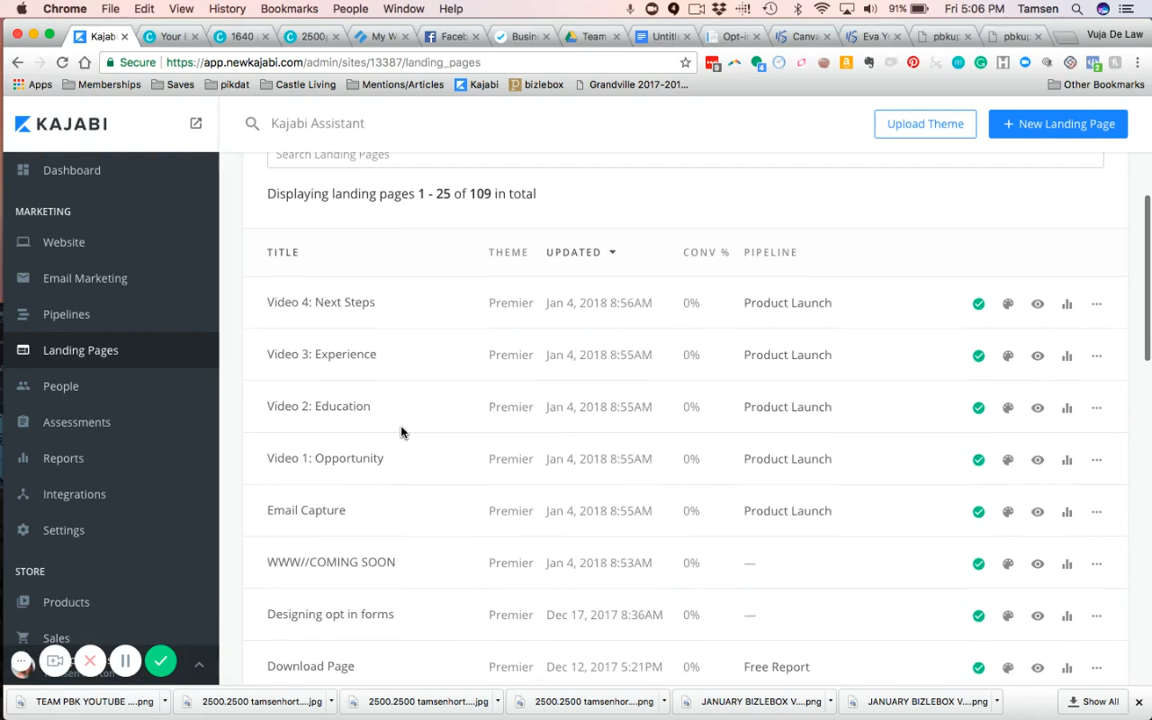 Chrome File Edit View History Bookmarks People Window Help 91% Fri 5:06 PM Tamsen
Kajabi Your E 1640 2500 My W Faceb Busin Team Untitl Opt-i Canva Eva Yo pbkup pbkup Vuja De Law
Secure https://app.newkajabi.com/admin/sites/13387/landing_pages
Apps Memberships Saves pikdat Castle Living Mentions/Articles Kajabi bizlebox Grandville 2017-201... Other Bookmarks
KAJABI Kajabi Assistant Upload Theme + New Landing Page
Search Landing Pages
Dashboard
Displaying landing pages 1 - 25 of 109 in total
MARKETING
Website
TITLE THEME UPDATED CONV % PIPELINE
Email Marketing
Video 4: Next Steps Premier Jan 4, 2018 8:56AM 0% Product Launch
Pipelines
Landing Pages
Video 3: Experience Premier Jan 4, 2018 8:55AM 0% Product Launch
People
Video 2: Education Premier Jan 4, 2018 8:55AM 0% Product Launch
Assessments
Reports
Video 1: Opportunity Premier Jan 4, 2018 8:55AM 0% Product Launch
Integrations
Email Capture Premier Jan 4, 2018 8:55AM 0% Product Launch
Settings
WWW//COMING SOON Premier Jan 4, 2018 8:53AM 0% —
STORE
Products
Designing opt in forms Premier Dec 17, 2017 8:36AM 0% —
Sales
Download Page Premier Dec 12, 2017 5:21PM 0% Free Report
TEAM PBK YOUTUBE ....png 2500.2500 tamsenhort....jpg 2500.2500 tamsenhort....jpg 2500.2500 tamsenhor....png JANUARY BIZLEBOX V....png JANUARY BIZLEBOX V....png Show All